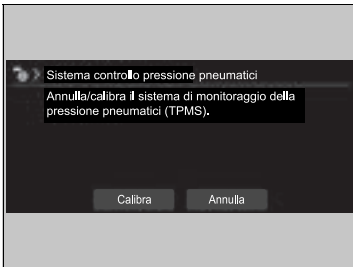 Sistema controllo pressione pneumatici
Annulla/calibra il sistema di monitoraggio della
pressione pneumatici (TPMS).
Calibra Annulla